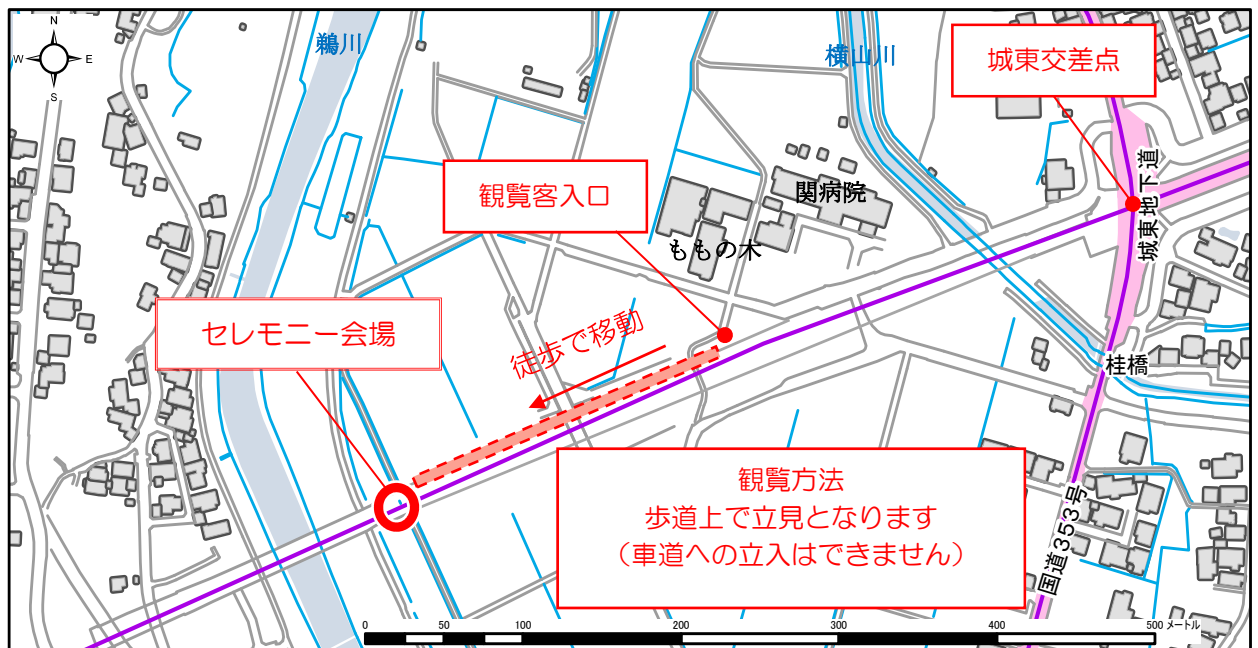 N
W
E
S
鵜川
横山川
城東交差点
観覧客入口
関病院
ももの木
城東地下道
セレモニー会場
徒歩で移動
桂橋
観覧方法
歩道上で立見となります
（車道への立入はできません）
国道353号
0 50 100 200 300 400 500 メートル